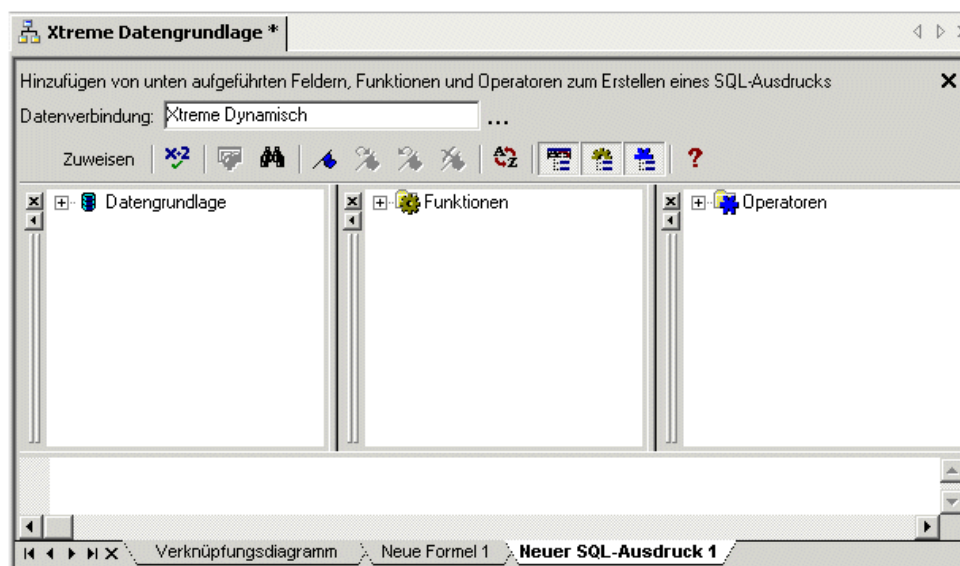 Xtreme Datengrundlage *
Hinzufügen von unten aufgeführten Feldern, Funktionen und Operatoren zum Erstellen eines SQL-Ausdrucks
Datenverbindung: Xtreme Dynamisch ...
Zuweisen X+2 A Z ?
Datengrundlage Funktionen Operatoren
Verknüpfungsdiagramm Neue Formel 1 Neuer SQL-Ausdruck 1